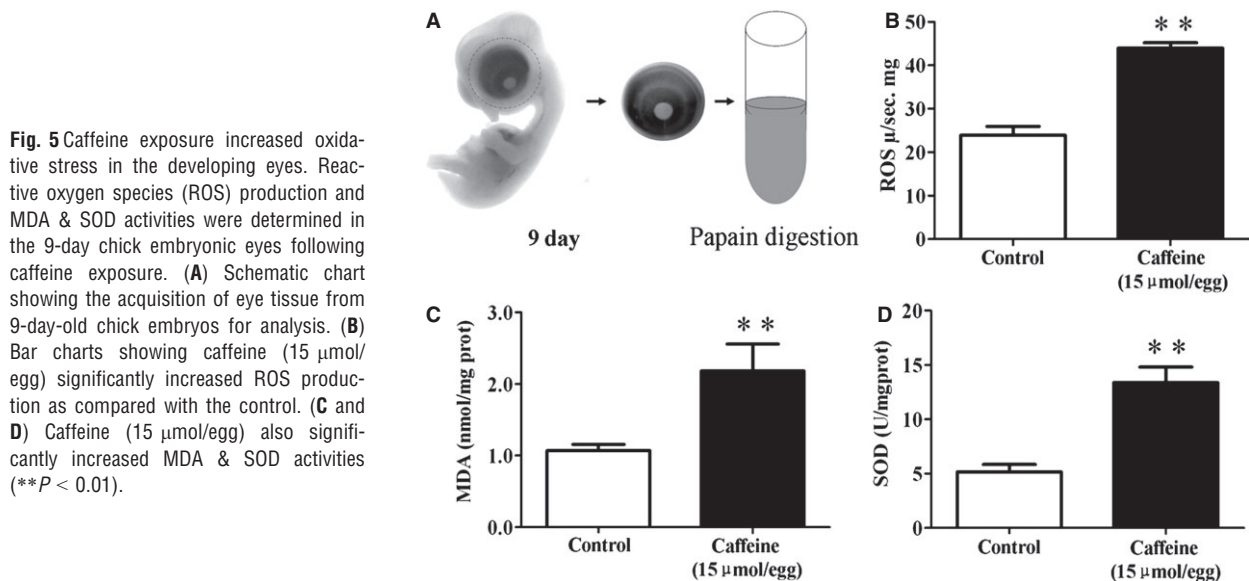 Fig. 5 Caffeine exposure increased oxida-
tive stress in the developing eyes. Reac-
tive oxygen species (ROS) production and
MDA & SOD activities were determined in
the 9-day chick embryonic eyes following
caffeine exposure. (A) Schematic chart
showing the acquisition of eye tissue from
9-day-old chick embryos for analysis. (B)
Bar charts showing caffeine (15 μmol/
egg) significantly increased ROS produc-
tion as compared with the control. (C and
D) Caffeine (15 μmol/egg) also signifi-
cantly increased MDA & SOD activities
(**P < 0.01).
A
9 day
Papain digestion
B
ROS μ/sec. mg
50
40
30
20
10
0
**
Control
Caffeine
(15 μmol/egg)
C
MDA (nmol/mg prot)
3.0
2.0
1.0
0.0
**
Control
Caffeine
(15 μmol/egg)
D
SOD (U/mgprot)
20
15
10
5
0
**
Control
Caffeine
(15 μmol/egg)